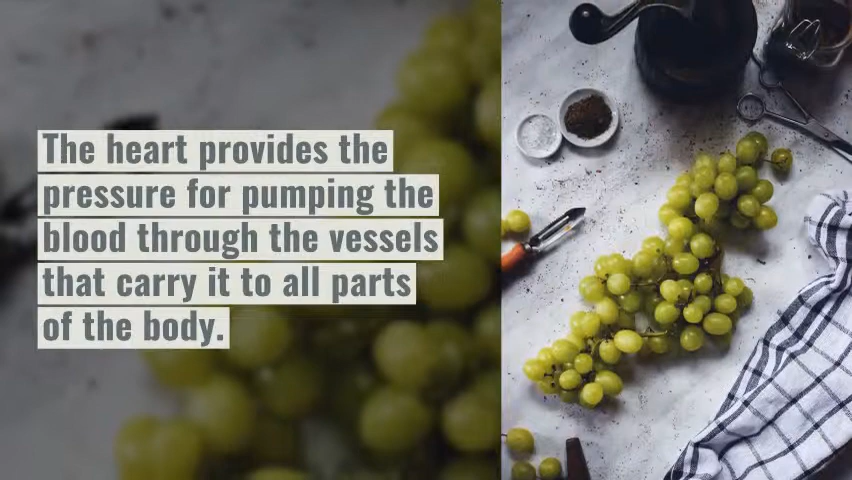 The heart provides the
pressure for pumping the
blood through the vessels
that carry it to all parts
of the body.